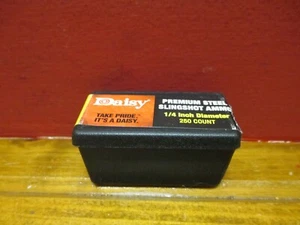 Daisy
TAKE PRIDE.
IT'S A DAISY.
PREMIUM STEEL
SLINGSHOT AMMO
1/4 Inch Diameter
250 COUNT